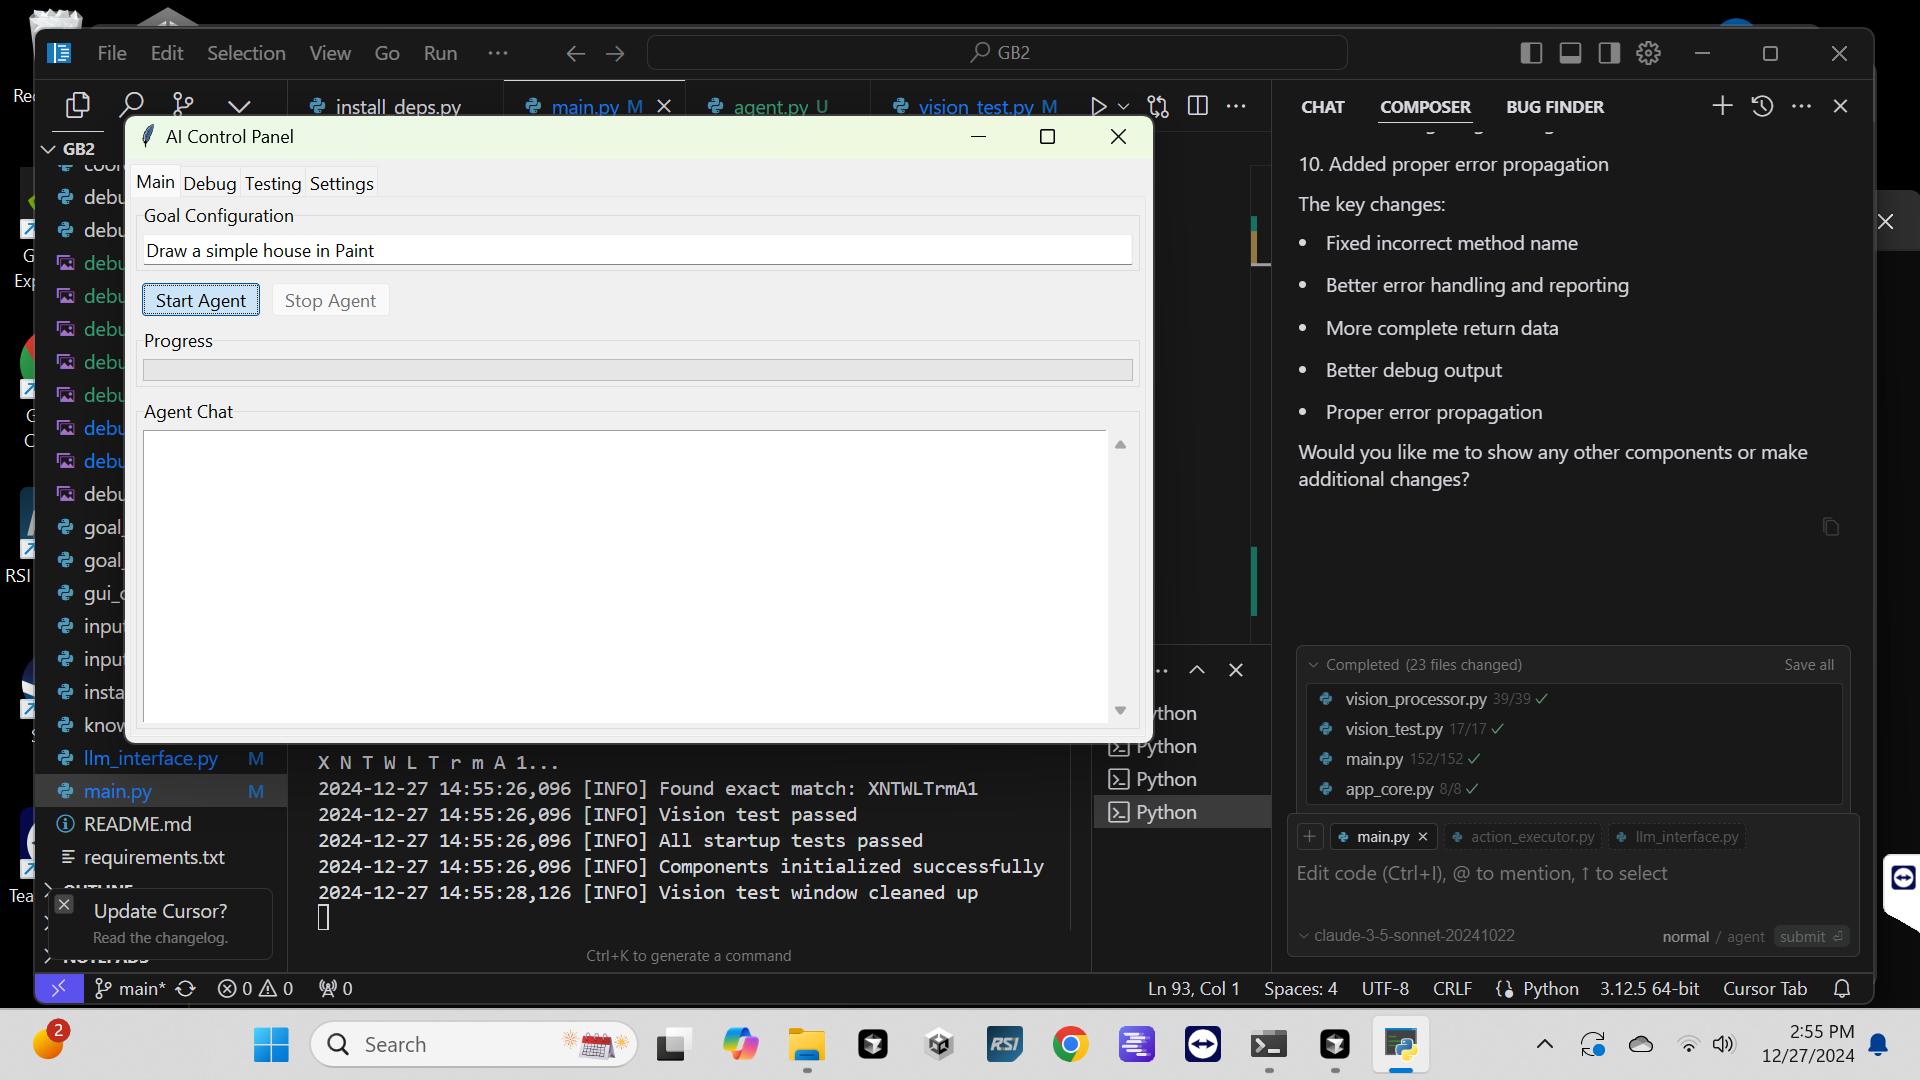 File Edit Selection View Go Run ···
GB2
install_deps.py main.py M agent.py U vision_test.py M
CHAT COMPOSER BUG FINDER
GB2
AI Control Panel
Main Debug Testing Settings
Goal Configuration
Draw a simple house in Paint
Start Agent Stop Agent
Progress
Agent Chat
debu
debu
debu
debu
debu
debu
debu
debu
debu
debu
goal_
goal_
gui_c
inpu
inpu
insta
know
llm_interface.py M
main.py M
README.md
requirements.txt
Update Cursor?
Read the changelog.
X N T W L T r m A 1...
2024-12-27 14:55:26,096 [INFO] Found exact match: XNTWLTrmA1
2024-12-27 14:55:26,096 [INFO] Vision test passed
2024-12-27 14:55:26,096 [INFO] All startup tests passed
2024-12-27 14:55:26,096 [INFO] Components initialized successfully
2024-12-27 14:55:28,126 [INFO] Vision test window cleaned up
Ctrl+K to generate a command
ython
Python
Python
Python
10. Added proper error propagation
The key changes:
• Fixed incorrect method name
• Better error handling and reporting
• More complete return data
• Better debug output
• Proper error propagation
Would you like me to show any other components or make
additional changes?
Completed (23 files changed) Save all
vision_processor.py 39/39
vision_test.py 17/17
main.py 152/152
app_core.py 8/8
main.py action_executor.py llm_interface.py
Edit code (Ctrl+I), @ to mention, ↑ to select
claude-3-5-sonnet-20241022 normal / agent submit
main* 0 0 0 Ln 93, Col 1 Spaces: 4 UTF-8 CRLF Python 3.12.5 64-bit Cursor Tab
2 Search RSI 2:55 PM
12/27/2024
Rec
G
Exp
G
C
RSI
Tea